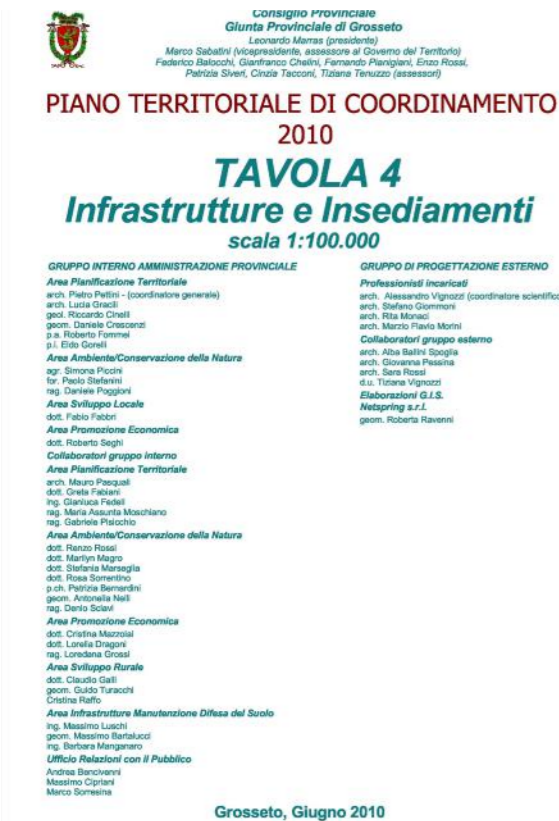 Consiglio Provinciale
Giunta Provinciale di Grosseto
Leonardo Marras (presidente)
Marco Sabatini (vicepresidente, assessore al Governo del Territorio)
Federico Balocchi, Gianfranco Chelini, Fernando Pianigiani, Enzo Rossi,
Patrizia Siveri, Cinzia Tacconi, Tiziana Tenuzzo (assessori)
PIANO TERRITORIALE DI COORDINAMENTO
2010
TAVOLA 4
Infrastrutture e Insediamenti
scala 1:100.000
GRUPPO INTERNO AMMINISTRAZIONE PROVINCIALE
Area Pianificazione Territoriale
arch. Pietro Pettini - (coordinatore generale)
arch. Lucia Gracili
geol. Riccardo Cinelli
geom. Daniele Crescenzi
p.a. Roberto Fommei
p.i. Eldo Gorelli
Area Ambiente/Conservazione della Natura
agr. Simona Piccini
for. Paolo Stefanini
rag. Daniele Poggioni
Area Sviluppo Locale
dott. Fabio Fabbri
Area Promozione Economica
dott. Roberto Seghi
Collaboratori gruppo interno
Area Pianificazione Territoriale
arch. Mauro Pasquali
dott. Greta Fabiani
ing. Gianluca Fedeli
rag. Maria Assunta Moschiano
rag. Gabriele Pislochio
Area Ambiente/Conservazione della Natura
dott. Renzo Rossi
dott. Marilyn Magro
dott. Stefania Marseglia
dott. Rosa Sorrentino
p.ch. Patrizia Bernardini
geom. Antonella Nelli
rag. Denio Sclavi
Area Promozione Economica
dott. Cristina Mazzolai
dott. Lorella Dragoni
rag. Loredana Grossi
Area Sviluppo Rurale
dott. Claudio Galli
geom. Guido Turacchi
Cristina Raffo
Area Infrastrutture Manutenzione Difesa del Suolo
ing. Massimo Luschi
geom. Massimo Bartalucci
ing. Barbara Manganaro
Ufficio Relazioni con il Pubblico
Andrea Bencivenni
Massimo Cipriani
Marco Sorresina
GRUPPO DI PROGETTAZIONE ESTERNO
Professionisti incaricati
arch. Alessandro Vignozzi (coordinatore scientifico
arch. Stefano Giommoni
arch. Rita Monaci
arch. Marzio Flavio Morini
Collaboratori gruppo esterno
arch. Alba Ballini Spoglia
arch. Giovanna Pessina
arch. Sara Rossi
d.u. Tiziana Vignozzi
Elaborazioni G.I.S.
Netspring s.r.l.
geom. Roberta Ravenni
Grosseto, Giugno 2010